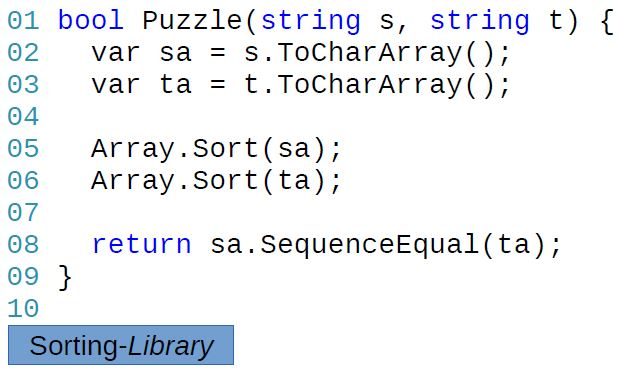 01 bool Puzzle(string s, string t) {
02   var sa = s.ToCharArray();
03   var ta = t.ToCharArray();
04
05   Array.Sort(sa);
06   Array.Sort(ta);
07
08   return sa.SequenceEqual(ta);
09 }
10
Sorting-Library